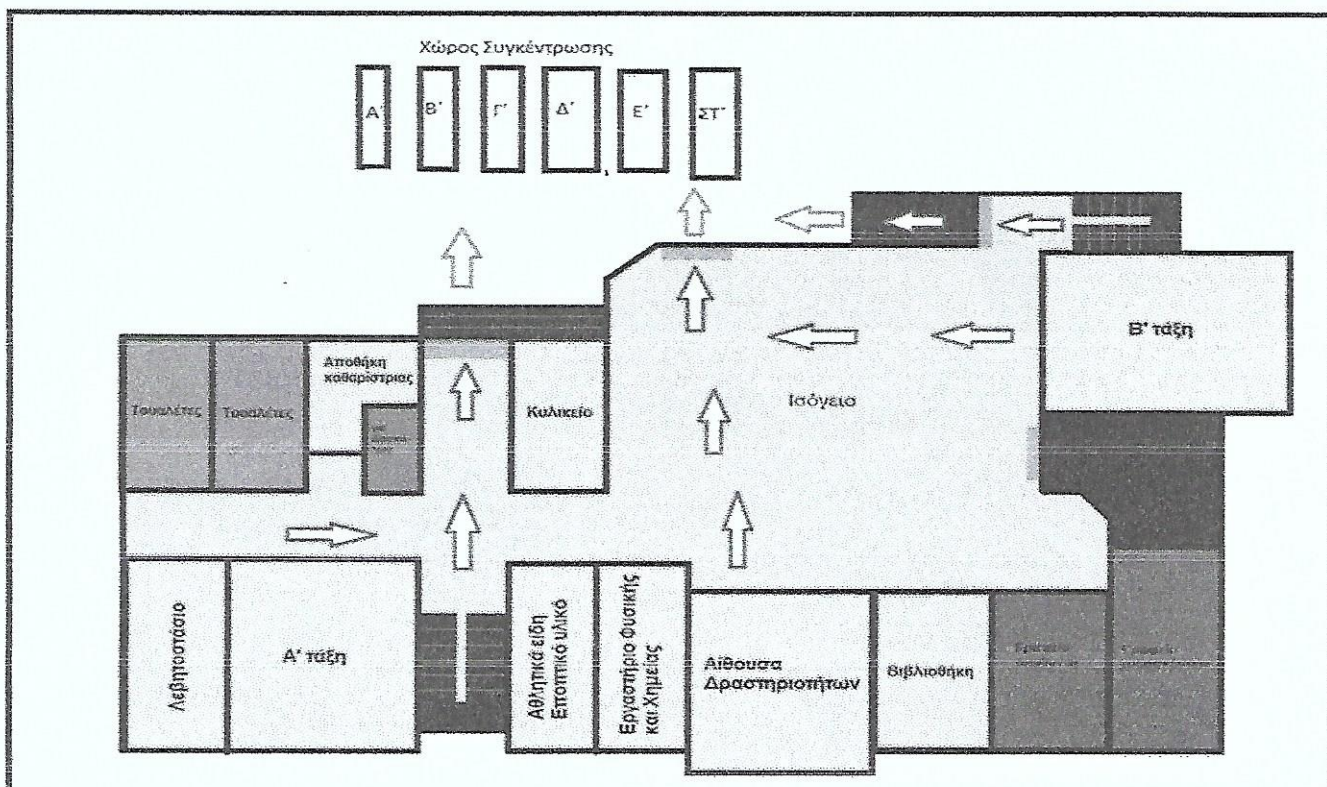 Χώρος Συγκέντρωσης
Α'
Β'
Γ'
Δ'
Ε'
ΣΤ'
Β' τάξη
Αποθήκη
καθαρίστριας
Τουαλέτες
Τουαλέτες
Κυλικείο
Ισόγειο
Λεβητοστάσιο
Α' τάξη
Αθλητικά είδη
Εποπτικό υλικό
Εργαστήριο Φυσικής
και Χημείας
Αίθουσα
Δραστηριοτήτων
Βιβλιοθήκη